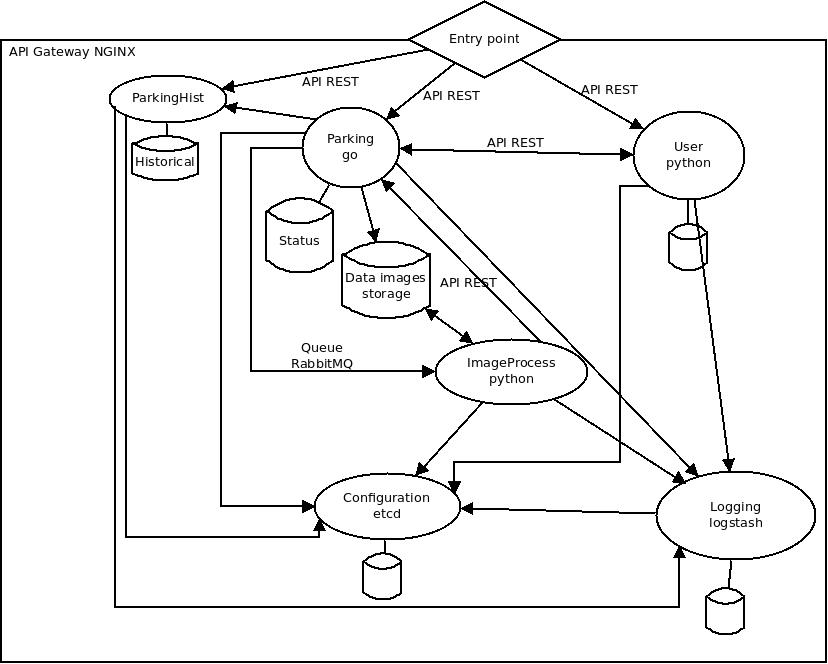 Entry point
API Gateway NGINX
API REST
API REST
API REST
ParkingHist
Historical
Parking
go
API REST
User
python
Status
Data images
storage
API REST
Queue
RabbitMQ
ImageProcess
python
Configuration
etcd
Logging
logstash